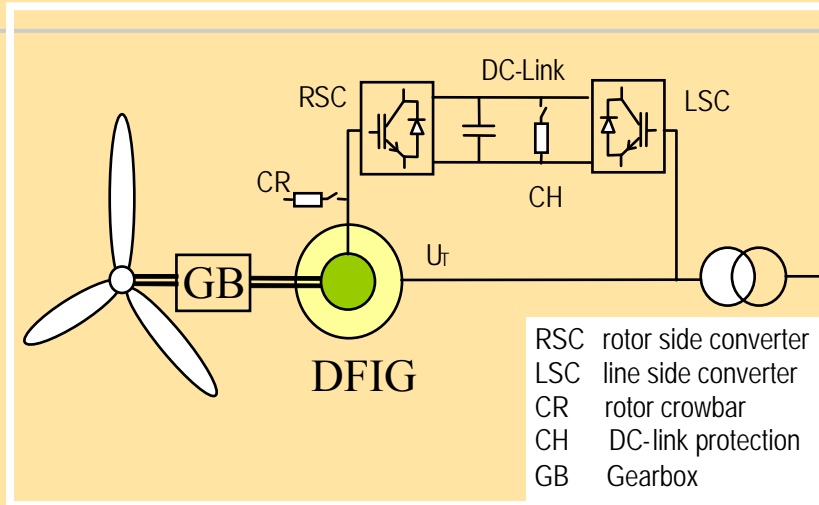 DC-Link
RSC
LSC
CR
CH
UT
GB
DFIG
RSC rotor side converter
LSC line side converter
CR rotor crowbar
CH DC-link protection
GB Gearbox